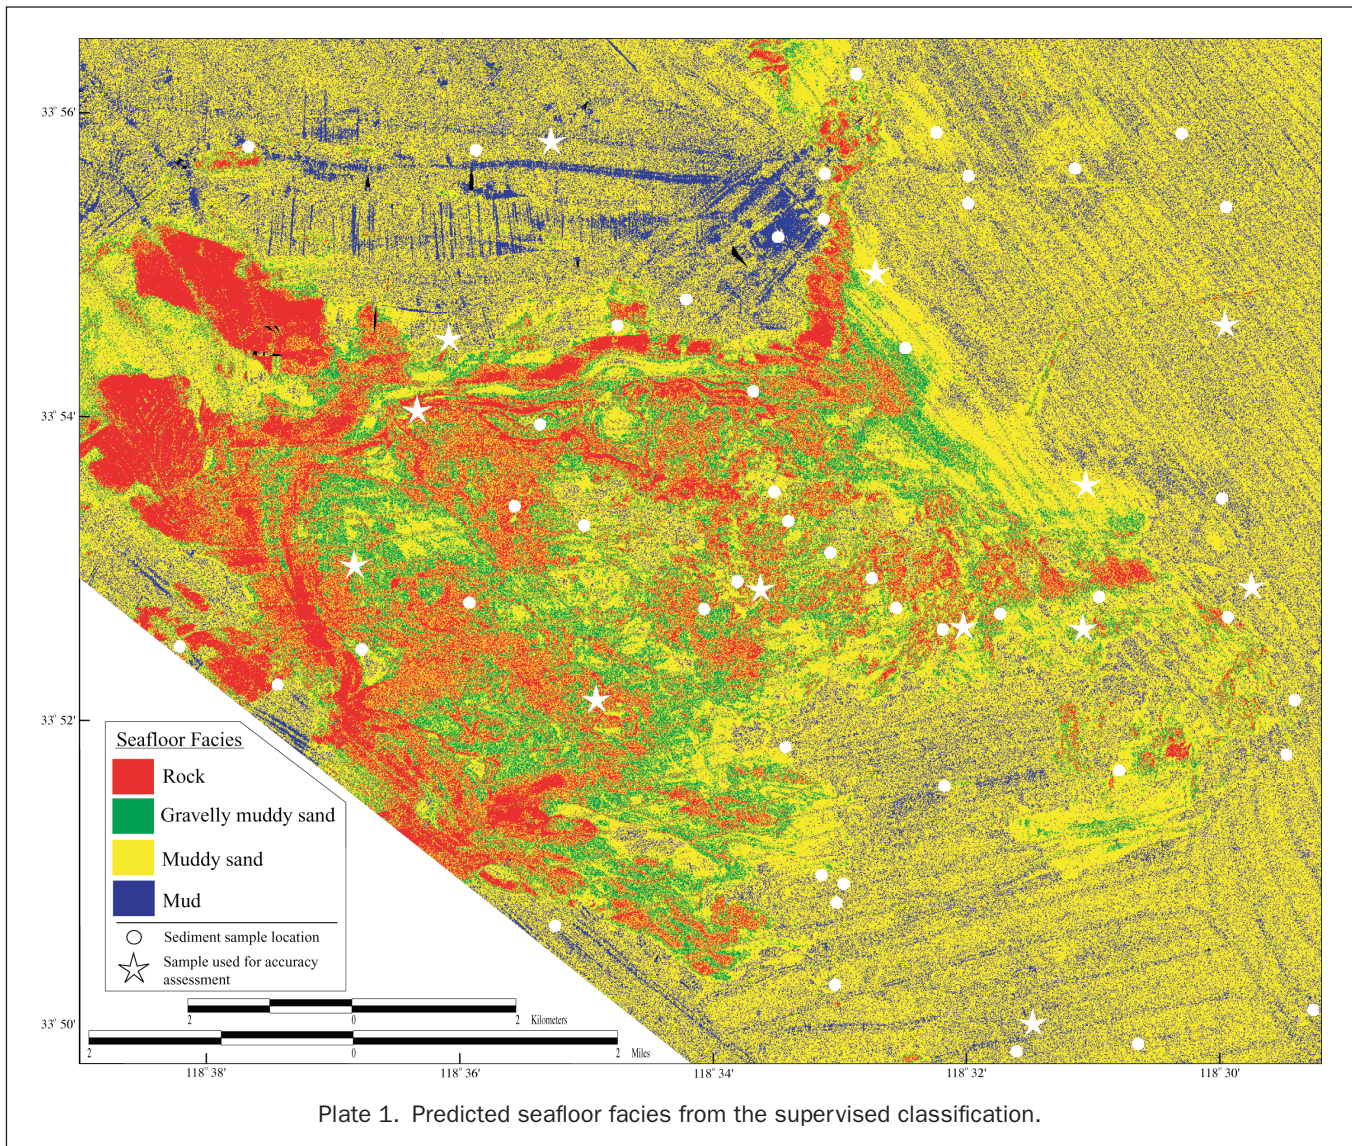 33° 56'
33° 54'
33° 52'
33° 50'
Seafloor Facies
Rock
Gravelly muddy sand
Muddy sand
Mud
Sediment sample location
Sample used for accuracy
assessment
2 0 2 Kilometers
2 0 2 Miles
118° 38' 118° 36' 118° 34' 118° 32' 118° 30'
Plate 1. Predicted seafloor facies from the supervised classification.